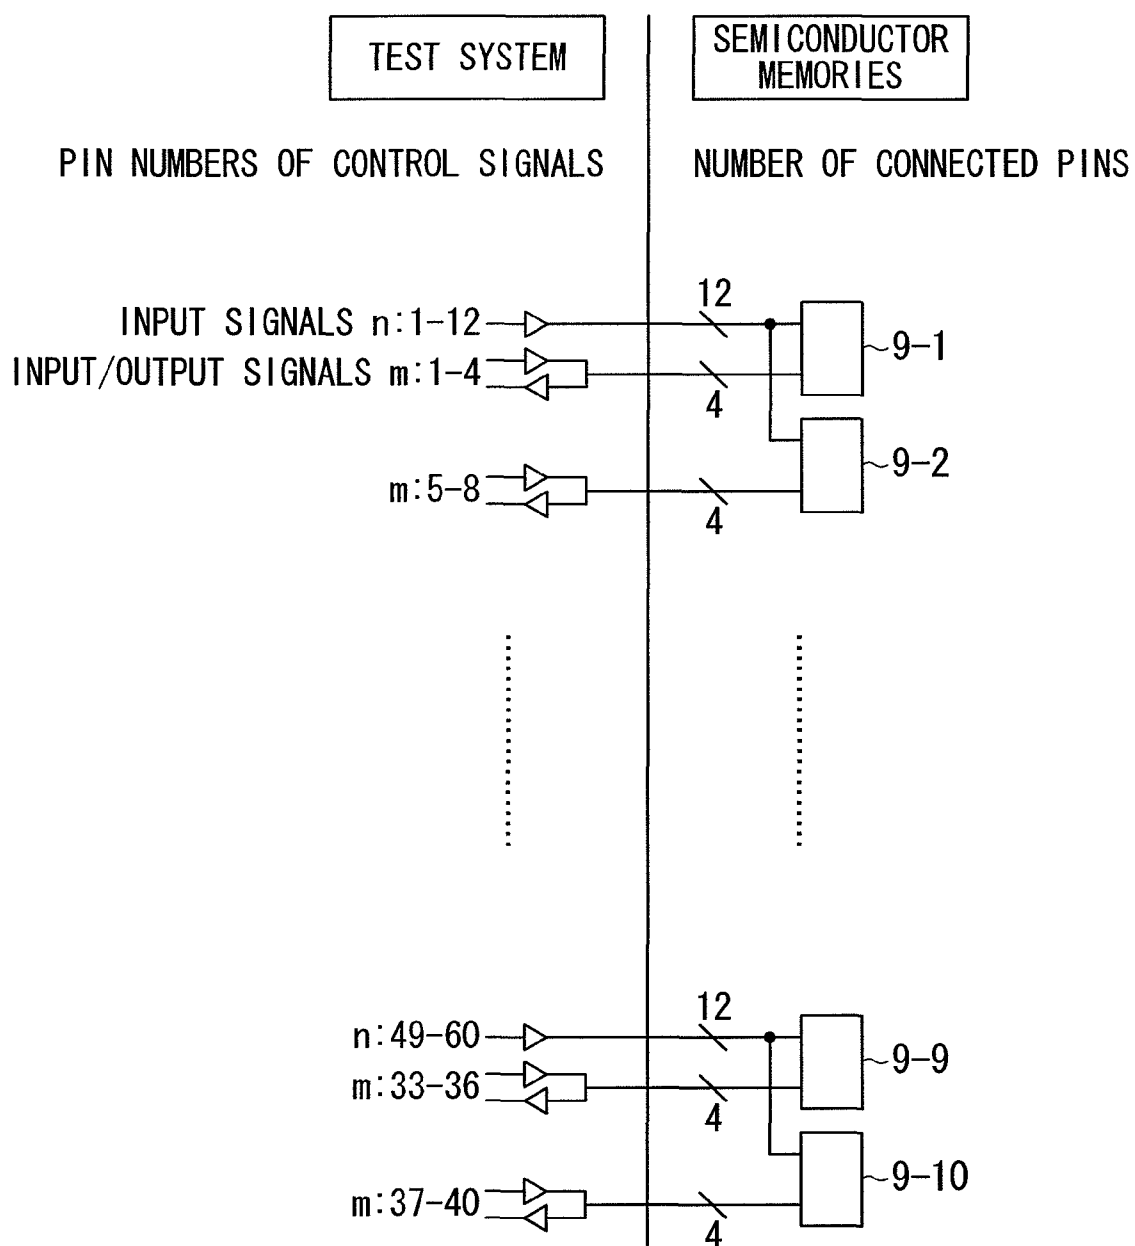 TEST SYSTEM
SEMICONDUCTOR
MEMORIES
PIN NUMBERS OF CONTROL SIGNALS
NUMBER OF CONNECTED PINS
12
INPUT SIGNALS n:1-12
9-1
INPUT/OUTPUT SIGNALS m:1-4
4
9-2
m:5-8
4
12
n:49-60
9-9
m:33-36
4
9-10
m:37-40
4